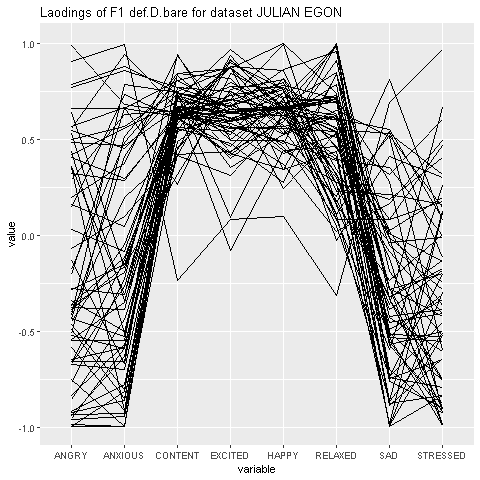 Laodings of F1 def.D.bare for dataset JULIAN EGON
1.0
0.5
0.0
-0.5
-1.0
value
ANGRY ANXIOUS CONTENT EXCITED HAPPY RELAXED SAD STRESSED
variable